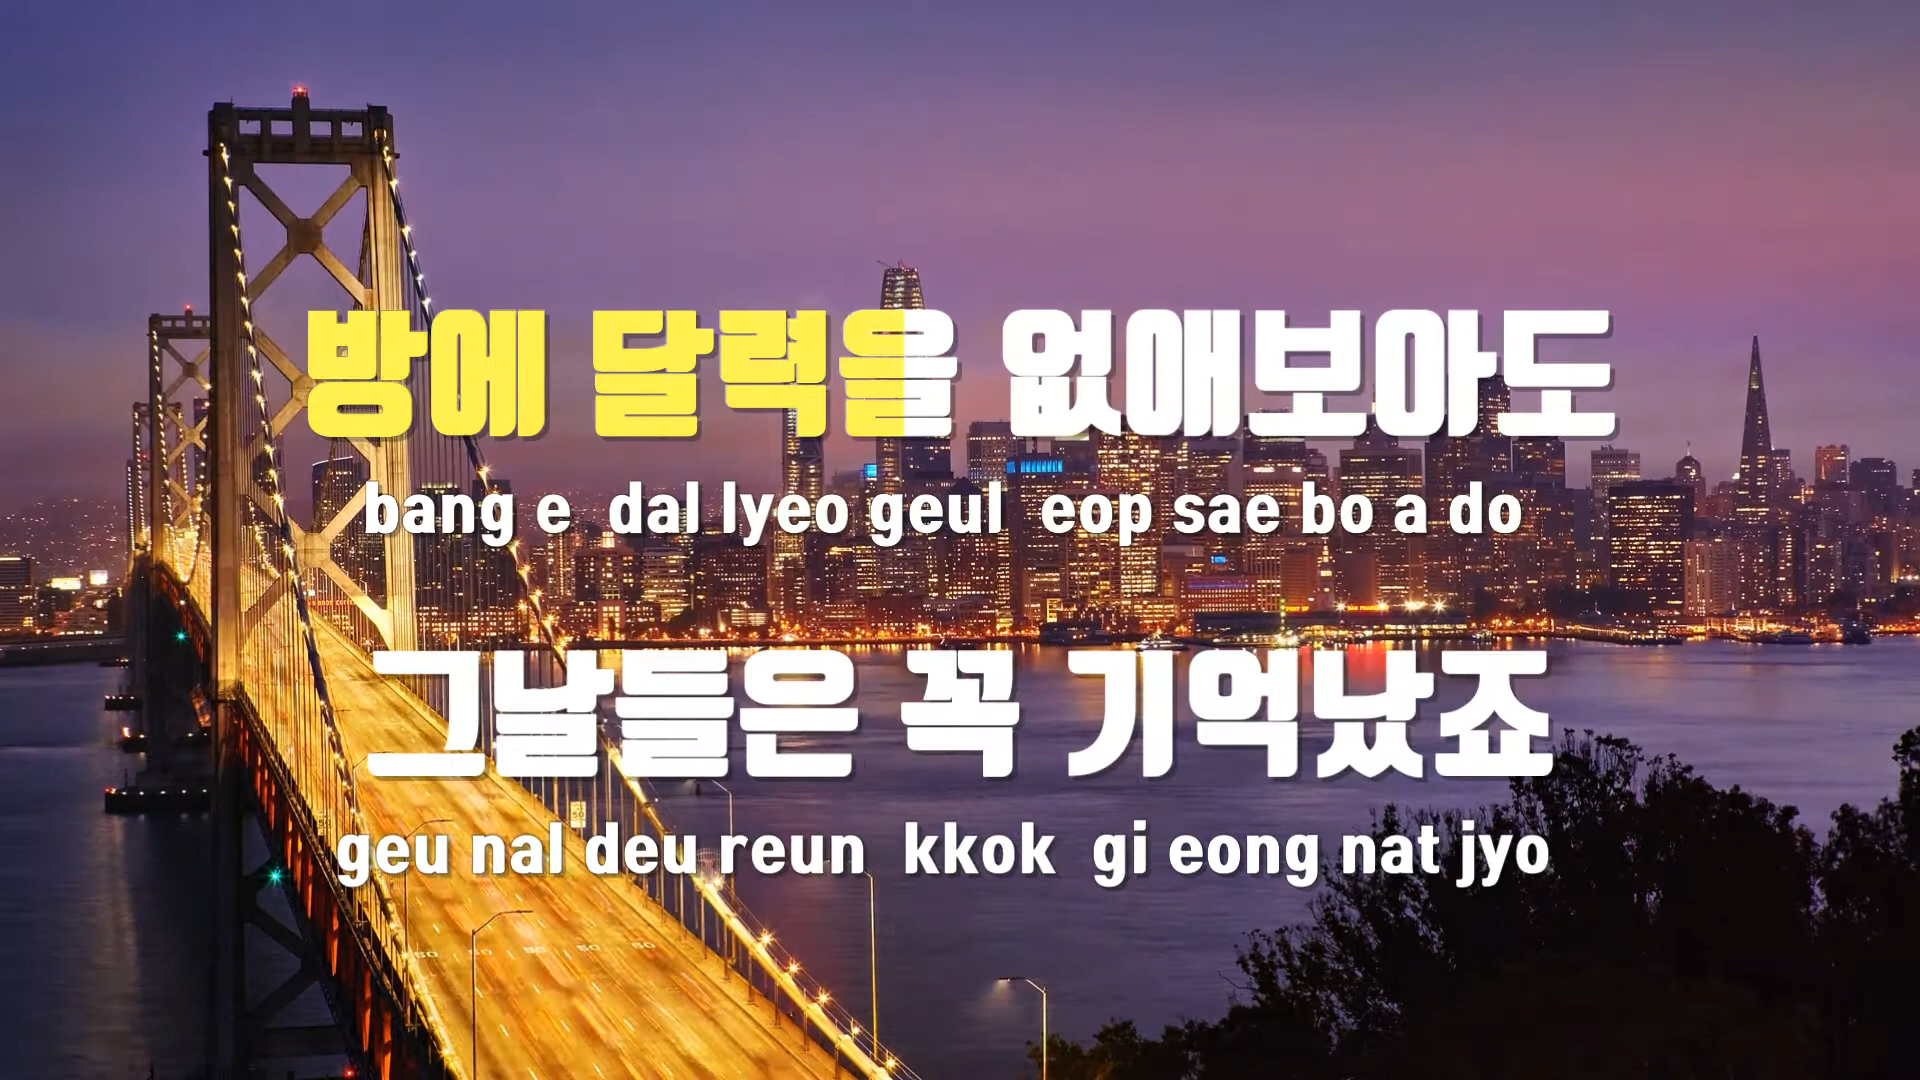 방에 달력을 없애보아도
bang e dal lyeo geul eop sae bo a do
그날들은 꼭 기억났죠
geu nal deu reun kkok gi eong nat jyo